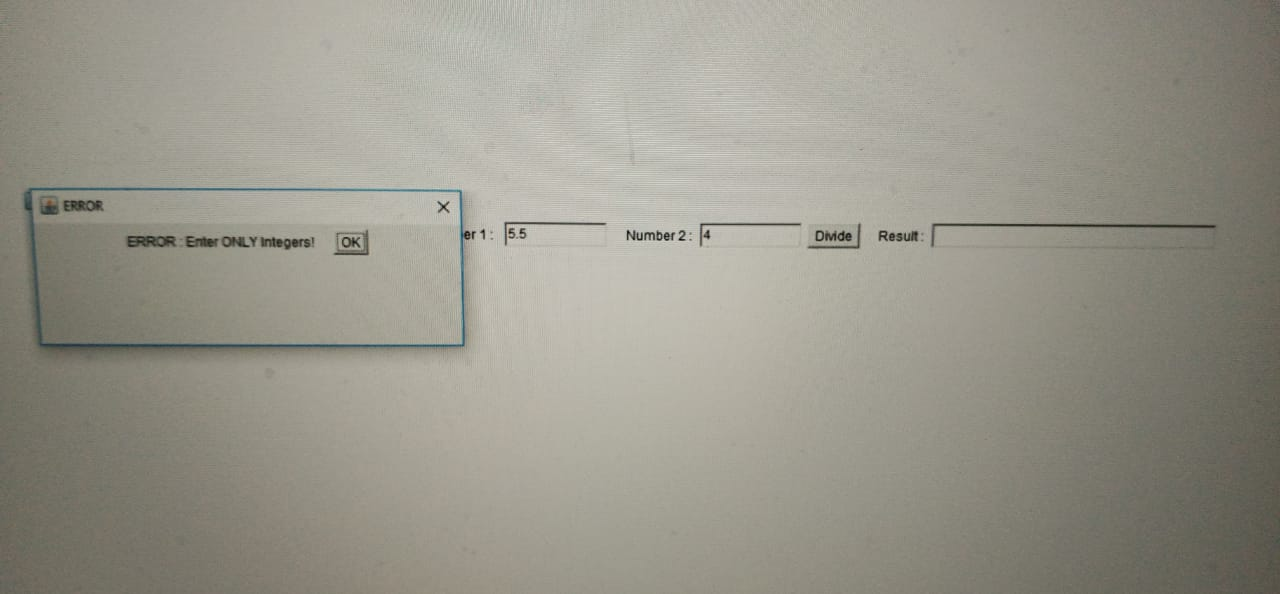 ERROR
ERROR : Enter ONLY Integers! OK
er 1 : 5.5 Number 2 : 4 Divide Result :